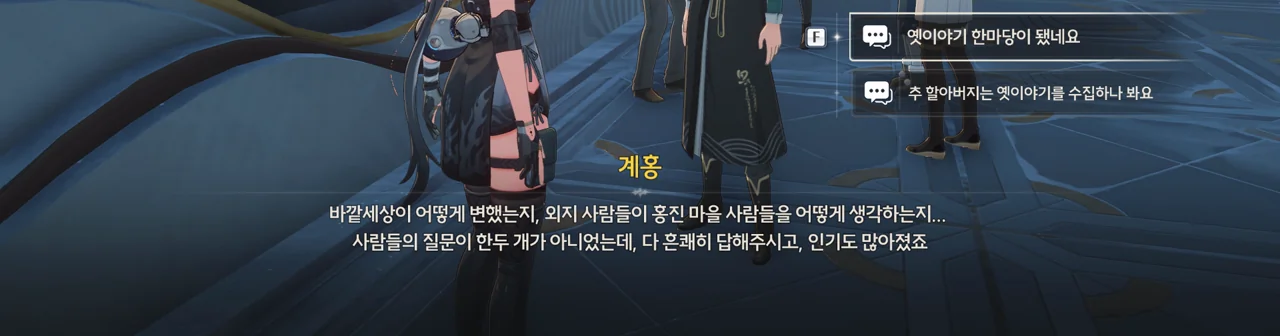 F
옛이야기 한마당이 됐네요
추 할아버지는 옛이야기를 수집하나 봐요
계홍
바깥세상이 어떻게 변했는지, 외지 사람들이 홍진 마을 사람들을 어떻게 생각하는지...
사람들의 질문이 한두 개가 아니었는데, 다 흔쾌히 답해주시고, 인기도 많아졌죠